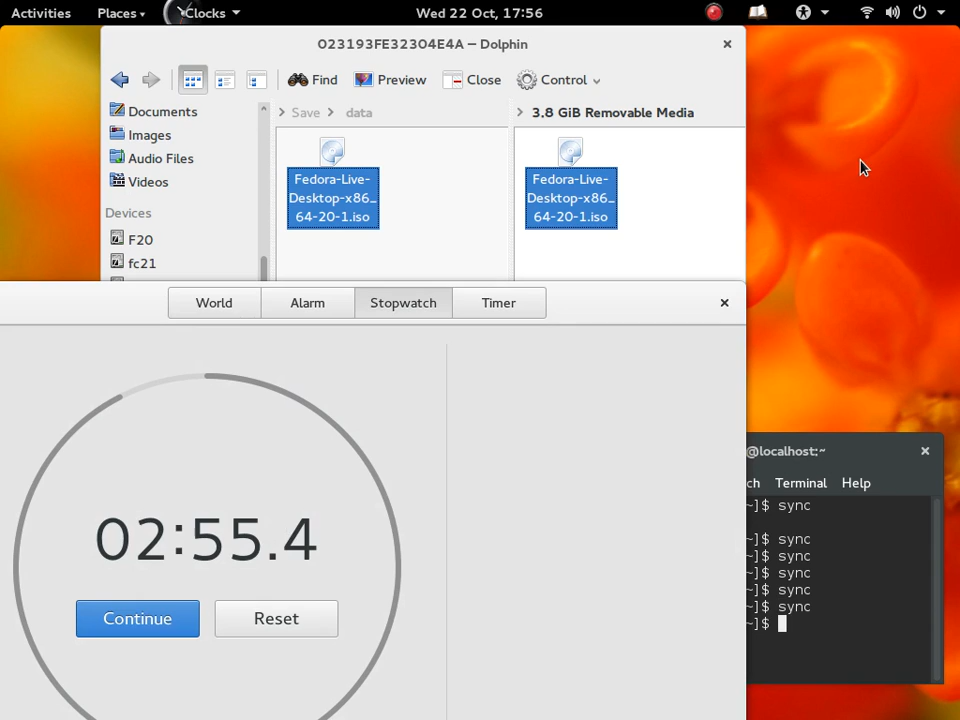 Activities Places Clocks Wed 22 Oct, 17:56
023193FE32304E4A – Dolphin
Find Preview Close Control
Save data 3.8 GiB Removable Media
Documents
Images
Audio Files
Videos
Devices
F20
fc21
Fedora-Live-
Desktop-x86_
64-20-1.iso
Fedora-Live-
Desktop-x86_
64-20-1.iso
World Alarm Stopwatch Timer
02:55.4
Continue Reset
@localhost:~
ch Terminal Help
~]$ sync
~]$ sync
~]$ sync
~]$ sync
~]$ sync
~]$ sync
~]$